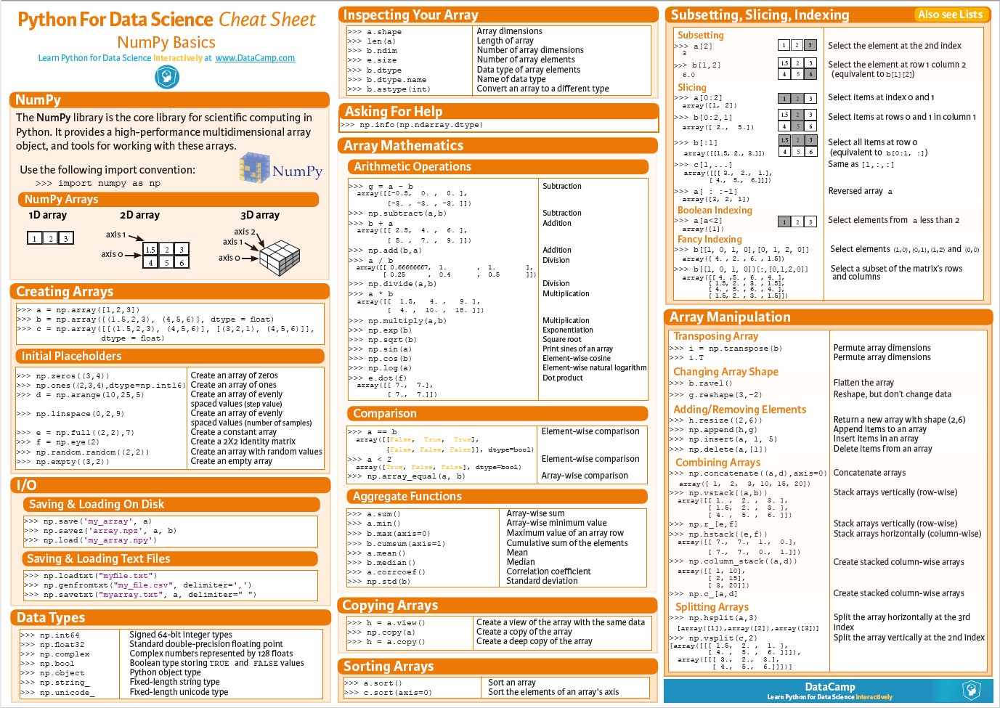 Python For Data Science Cheat Sheet
NumPy Basics
Learn Python for Data Science Interactively at www.DataCamp.com
NumPy
The NumPy library is the core library for scientific computing in
Python. It provides a high-performance multidimensional array
object, and tools for working with these arrays.
NumPy
Use the following import convention:
>>> import numpy as np
NumPy Arrays
1D array
2D array
3D array
1 2 3
axis 1
axis 0
1.5 2 3
4 5 6
axis 2
axis 1
axis 0
Creating Arrays
>>> a = np.array([1,2,3])
>>> b = np.array([(1.5,2,3), (4,5,6)], dtype = float)
>>> c = np.array([[(1.5,2,3), (4,5,6)], [(3,2,1), (4,5,6)]],
dtype = float)
Initial Placeholders
>>> np.zeros((3,4)) Create an array of zeros
>>> np.ones((2,3,4),dtype=np.int16) Create an array of ones
>>> d = np.arange(10,25,5) Create an array of evenly
spaced values (step value)
>>> np.linspace(0,2,9) Create an array of evenly
spaced values (number of samples)
>>> e = np.full((2,2),7) Create a constant array
>>> f = np.eye(2) Create a 2X2 identity matrix
>>> np.random.random((2,2)) Create an array with random values
>>> np.empty((3,2)) Create an empty array
I/O
Saving & Loading On Disk
>>> np.save('my_array', a)
>>> np.savez('array.npz', a, b)
>>> np.load('my_array.npy')
Saving & Loading Text Files
>>> np.loadtxt("myfile.txt")
>>> np.genfromtxt("my_file.csv", delimiter=',')
>>> np.savetxt("myarray.txt", a, delimiter=" ")
Data Types
>>> np.int64 Signed 64-bit integer types
>>> np.float32 Standard double-precision floating point
>>> np.complex Complex numbers represented by 128 floats
>>> np.bool Boolean type storing TRUE and FALSE values
>>> np.object Python object type
>>> np.string_ Fixed-length string type
>>> np.unicode_ Fixed-length unicode type
Inspecting Your Array
>>> a.shape Array dimensions
>>> len(a) Length of array
>>> b.ndim Number of array dimensions
>>> e.size Number of array elements
>>> b.dtype Data type of array elements
>>> b.dtype.name Name of data type
>>> b.astype(int) Convert an array to a different type
Asking For Help
>>> np.info(np.ndarray.dtype)
Array Mathematics
Arithmetic Operations
>>> g = a - b Subtraction
array([[-0.5, 0. , 0. ],
[-3. , -3. , -3. ]])
>>> np.subtract(a,b) Subtraction
>>> b + a Addition
array([[ 2.5, 4. , 6. ],
[ 5. , 7. , 9. ]])
>>> np.add(b,a) Addition
>>> a / b Division
array([[ 0.66666667, 1. , 1. ],
[ 0.25 , 0.4 , 0.5 ]])
>>> np.divide(a,b) Division
>>> a * b Multiplication
array([[ 1.5, 4. , 9. ],
[ 4. , 10. , 18. ]])
>>> np.multiply(a,b) Multiplication
>>> np.exp(b) Exponentiation
>>> np.sqrt(b) Square root
>>> np.sin(a) Print sines of an array
>>> np.cos(b) Element-wise cosine
>>> np.log(a) Element-wise natural logarithm
>>> e.dot(f) Dot product
array([[ 7., 7.],
[ 7., 7.]])
Comparison
>>> a == b Element-wise comparison
array([[False, True, True],
[False, False, False]], dtype=bool)
>>> a < 2 Element-wise comparison
array([True, False, False], dtype=bool)
>>> np.array_equal(a, b) Array-wise comparison
Aggregate Functions
>>> a.sum() Array-wise sum
>>> a.min() Array-wise minimum value
>>> b.max(axis=0) Maximum value of an array row
>>> b.cumsum(axis=1) Cumulative sum of the elements
>>> a.mean() Mean
>>> b.median() Median
>>> a.corrcoef() Correlation coefficient
>>> np.std(b) Standard deviation
Copying Arrays
>>> h = a.view() Create a view of the array with the same data
>>> np.copy(a) Create a copy of the array
>>> h = a.copy() Create a deep copy of the array
Sorting Arrays
>>> a.sort() Sort an array
>>> c.sort(axis=0) Sort the elements of an array's axis
Subsetting, Slicing, Indexing Also see Lists
Subsetting
>>> a[2] 1 2 3 Select the element at the 2nd index
3
>>> b[1,2] 1.5 2 3 Select the element at row 1 column 2
6.0 4 5 6 (equivalent to b[1][2])
Slicing
>>> a[0:2] 1 2 3 Select items at index 0 and 1
array([1, 2])
>>> b[0:2,1] 1.5 2 3 Select items at rows 0 and 1 in column 1
array([ 2., 5.]) 4 5 6
>>> b[:1] 1.5 2 3 Select all items at row 0
array([[1.5, 2., 3.]]) 4 5 6 (equivalent to b[0:1, :])
>>> c[1,...] Same as [1,:,:]
array([[[ 3., 2., 1.],
[ 4., 5., 6.]]])
>>> a[ : :-1] Reversed array a
array([3, 2, 1])
Boolean Indexing
>>> a[a<2] 1 2 3 Select elements from a less than 2
array([1])
Fancy Indexing
>>> b[[1, 0, 1, 0],[0, 1, 2, 0]] Select elements (1,0),(0,1),(1,2) and (0,0)
array([ 4. , 2. , 6. , 1.5])
>>> b[[1, 0, 1, 0]][:,[0,1,2,0]] Select a subset of the matrix's rows
and columns
array([[ 4. ,5. , 6. , 4. ],
[ 1.5, 2. , 3. , 1.5],
[ 4. , 5. , 6. , 4. ],
[ 1.5, 2. , 3. , 1.5]])
Array Manipulation
Transposing Array
>>> i = np.transpose(b) Permute array dimensions
>>> i.T Permute array dimensions
Changing Array Shape
>>> b.ravel() Flatten the array
>>> g.reshape(3,-2) Reshape, but don't change data
Adding/Removing Elements
>>> h.resize((2,6)) Return a new array with shape (2,6)
>>> np.append(h,g) Append items to an array
>>> np.insert(a, 1, 5) Insert items in an array
>>> np.delete(a,[1]) Delete items from an array
Combining Arrays
>>> np.concatenate((a,d),axis=0) Concatenate arrays
array([ 1, 2, 3, 10, 15, 20])
>>> np.vstack((a,b)) Stack arrays vertically (row-wise)
array([[ 1. , 2. , 3. ],
[ 1.5, 2. , 3. ],
[ 4. , 5. , 6. ]])
>>> np.r_[e,f] Stack arrays vertically (row-wise)
>>> np.hstack((e,f)) Stack arrays horizontally (column-wise)
array([[ 7., 7., 1., 0.],
[ 7., 7., 0., 1.]])
>>> np.column_stack((a,d)) Create stacked column-wise arrays
array([[ 1, 10],
[ 2, 15],
[ 3, 20]])
>>> np.c_[a,d] Create stacked column-wise arrays
Splitting Arrays
>>> np.hsplit(a,3) Split the array horizontally at the 3rd
[array([1]),array([2]),array([3])] index
>>> np.vsplit(c,2) Split the array vertically at the 2nd index
[array([[[ 1.5, 2. , 1. ],
[ 4. , 5. , 6. ]]]),
array([[[ 3., 2., 3.],
[ 4., 5., 6.]]])]
DataCamp
Learn Python for Data Science Interactively